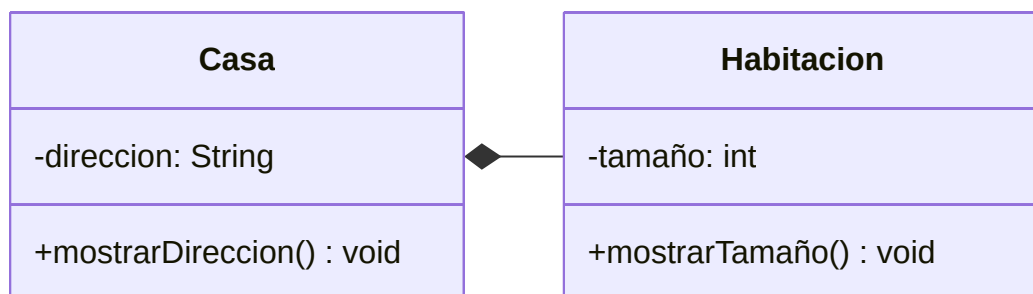 Casa
-direccion: String
+mostrarDireccion() : void
Habitacion
-tamaño: int
+mostrarTamaño() : void